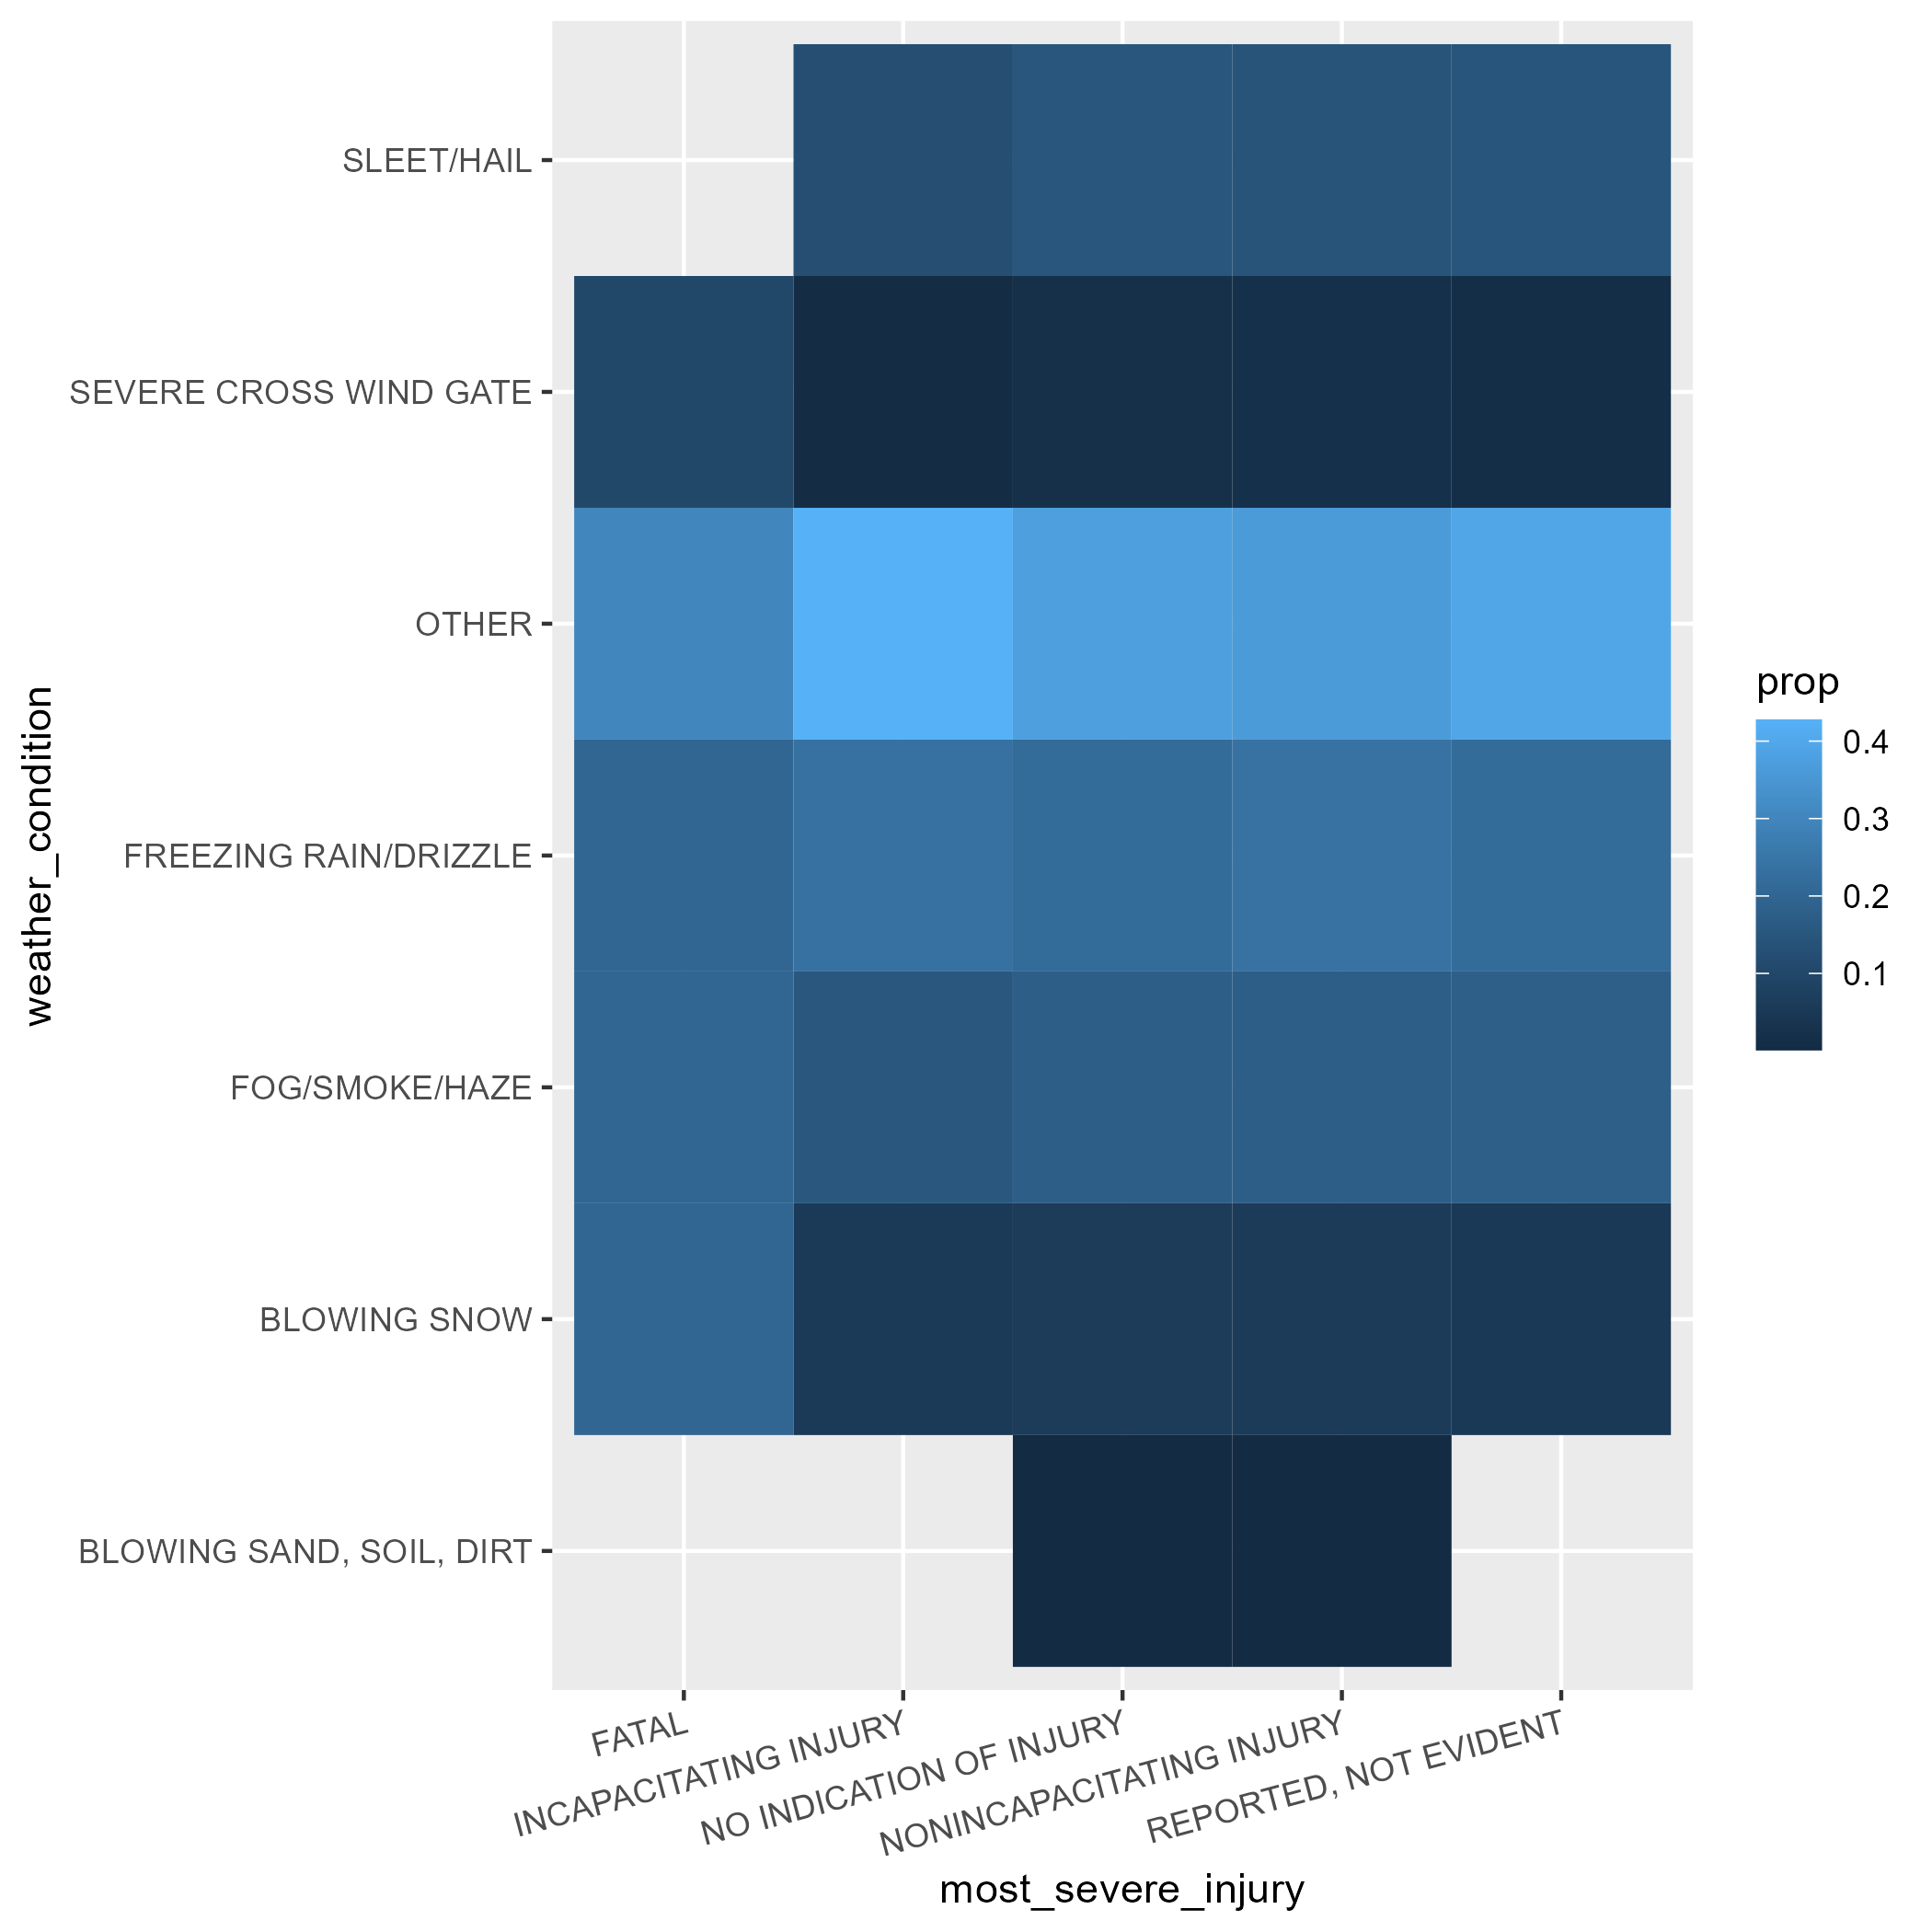 SLEET/HAIL
SEVERE CROSS WIND GATE
OTHER
FREEZING RAIN/DRIZZLE
FOG/SMOKE/HAZE
BLOWING SNOW
BLOWING SAND, SOIL, DIRT
weather_condition
FATAL
INCAPACITATING INJURY
NO INDICATION OF INJURY
NONINCAPACITATING INJURY
REPORTED, NOT EVIDENT
most_severe_injury
prop
0.4
0.3
0.2
0.1